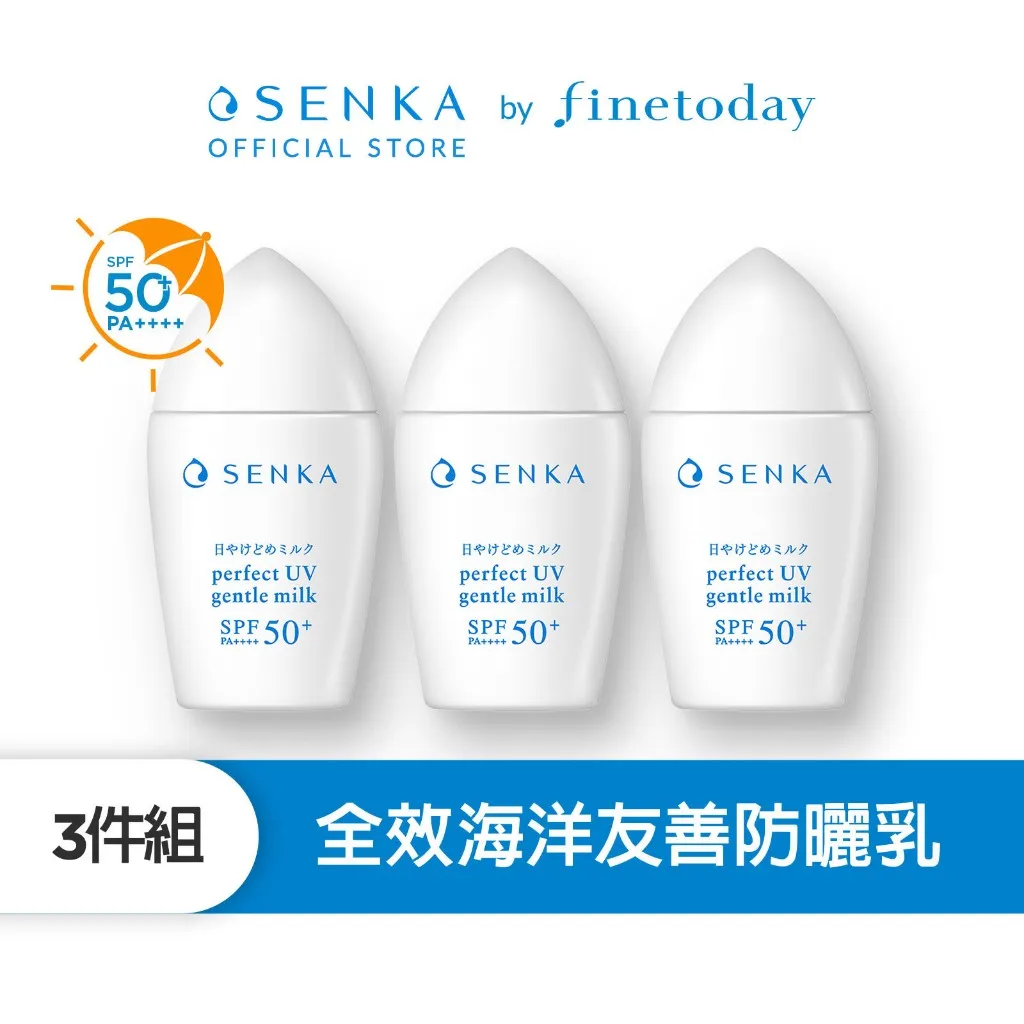 SENKA by finetoday
OFFICIAL STORE
SPF
50+
PA++++
SENKA
日やけどめミルク
perfect UV
gentle milk
SPF 50+
PA++++
SENKA
日やけどめミルク
perfect UV
gentle milk
SPF 50+
PA++++
SENKA
日やけどめミルク
perfect UV
gentle milk
SPF 50+
PA++++
3件組
全效海洋友善防曬乳